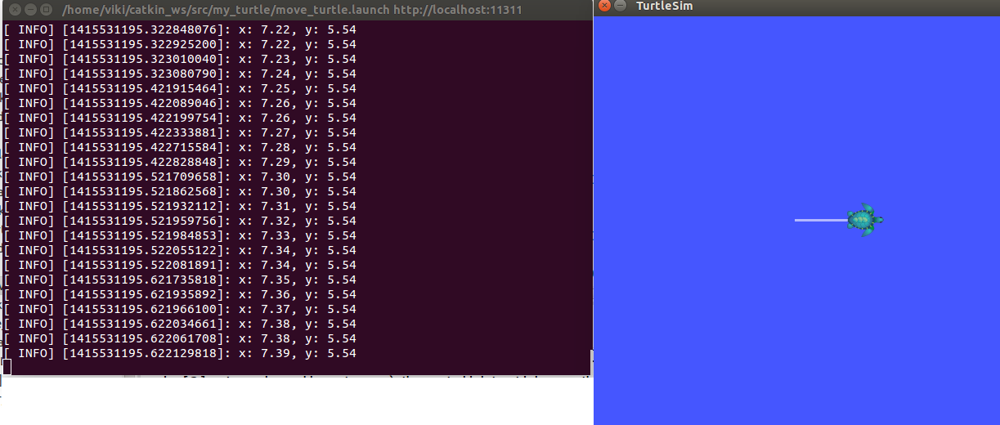 /home/viki/catkin_ws/src/my_turtle/move_turtle.launch http://localhost:11311
TurtleSim
[ INFO] [1415531195.322848076]: x: 7.22, y: 5.54
[ INFO] [1415531195.322925200]: x: 7.22, y: 5.54
[ INFO] [1415531195.323010040]: x: 7.23, y: 5.54
[ INFO] [1415531195.323080790]: x: 7.24, y: 5.54
[ INFO] [1415531195.421915464]: x: 7.25, y: 5.54
[ INFO] [1415531195.422089046]: x: 7.26, y: 5.54
[ INFO] [1415531195.422199754]: x: 7.26, y: 5.54
[ INFO] [1415531195.422333881]: x: 7.27, y: 5.54
[ INFO] [1415531195.422715584]: x: 7.28, y: 5.54
[ INFO] [1415531195.422828848]: x: 7.29, y: 5.54
[ INFO] [1415531195.521709658]: x: 7.30, y: 5.54
[ INFO] [1415531195.521862568]: x: 7.30, y: 5.54
[ INFO] [1415531195.521932112]: x: 7.31, y: 5.54
[ INFO] [1415531195.521959756]: x: 7.32, y: 5.54
[ INFO] [1415531195.521984853]: x: 7.33, y: 5.54
[ INFO] [1415531195.522055122]: x: 7.34, y: 5.54
[ INFO] [1415531195.522081891]: x: 7.34, y: 5.54
[ INFO] [1415531195.621735818]: x: 7.35, y: 5.54
[ INFO] [1415531195.621935892]: x: 7.36, y: 5.54
[ INFO] [1415531195.621966100]: x: 7.37, y: 5.54
[ INFO] [1415531195.622034661]: x: 7.38, y: 5.54
[ INFO] [1415531195.622061708]: x: 7.38, y: 5.54
[ INFO] [1415531195.622129818]: x: 7.39, y: 5.54